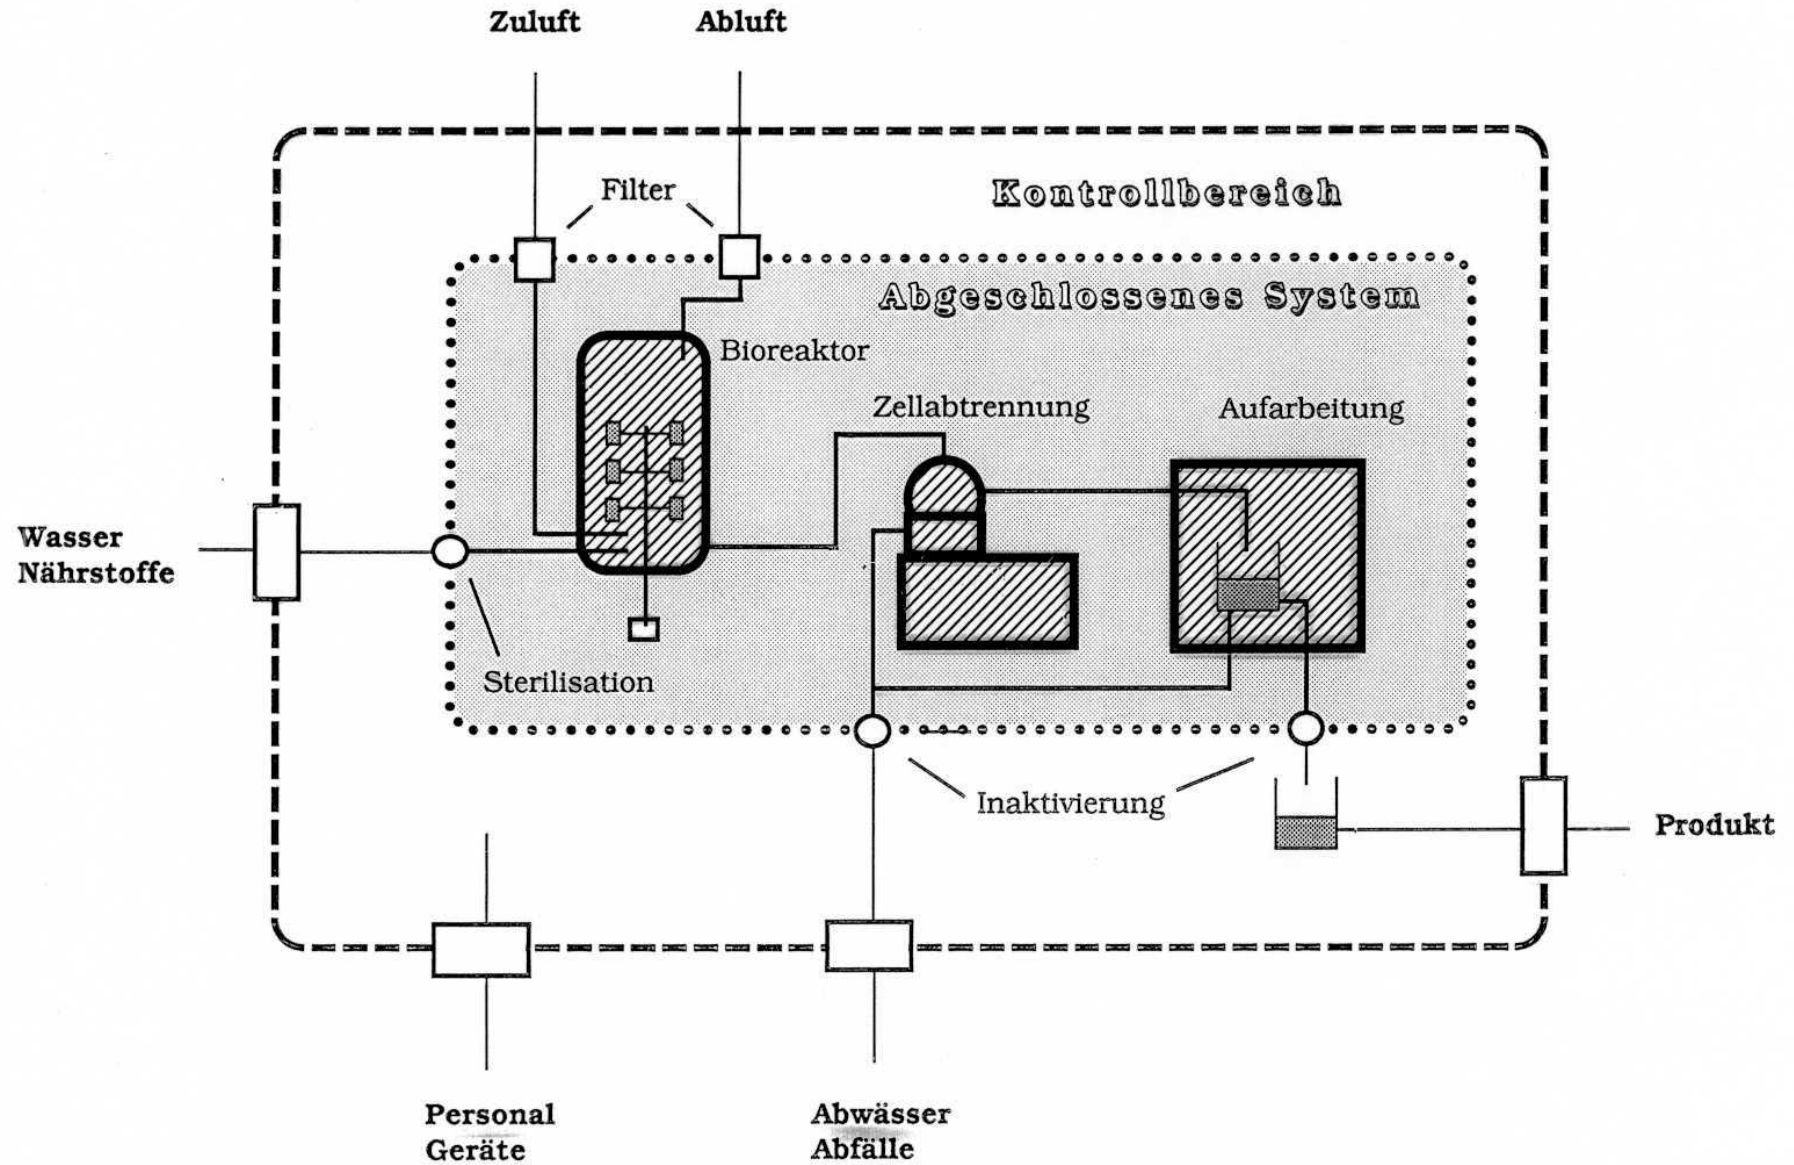 Zuluft
Abluft
Filter
Kontrollbereich
Abgeschlossenes System
Bioreaktor
Zellabtrennung
Aufarbeitung
Wasser
Nährstoffe
Sterilisation
Inaktivierung
Produkt
Personal
Geräte
Abwässer
Abfälle